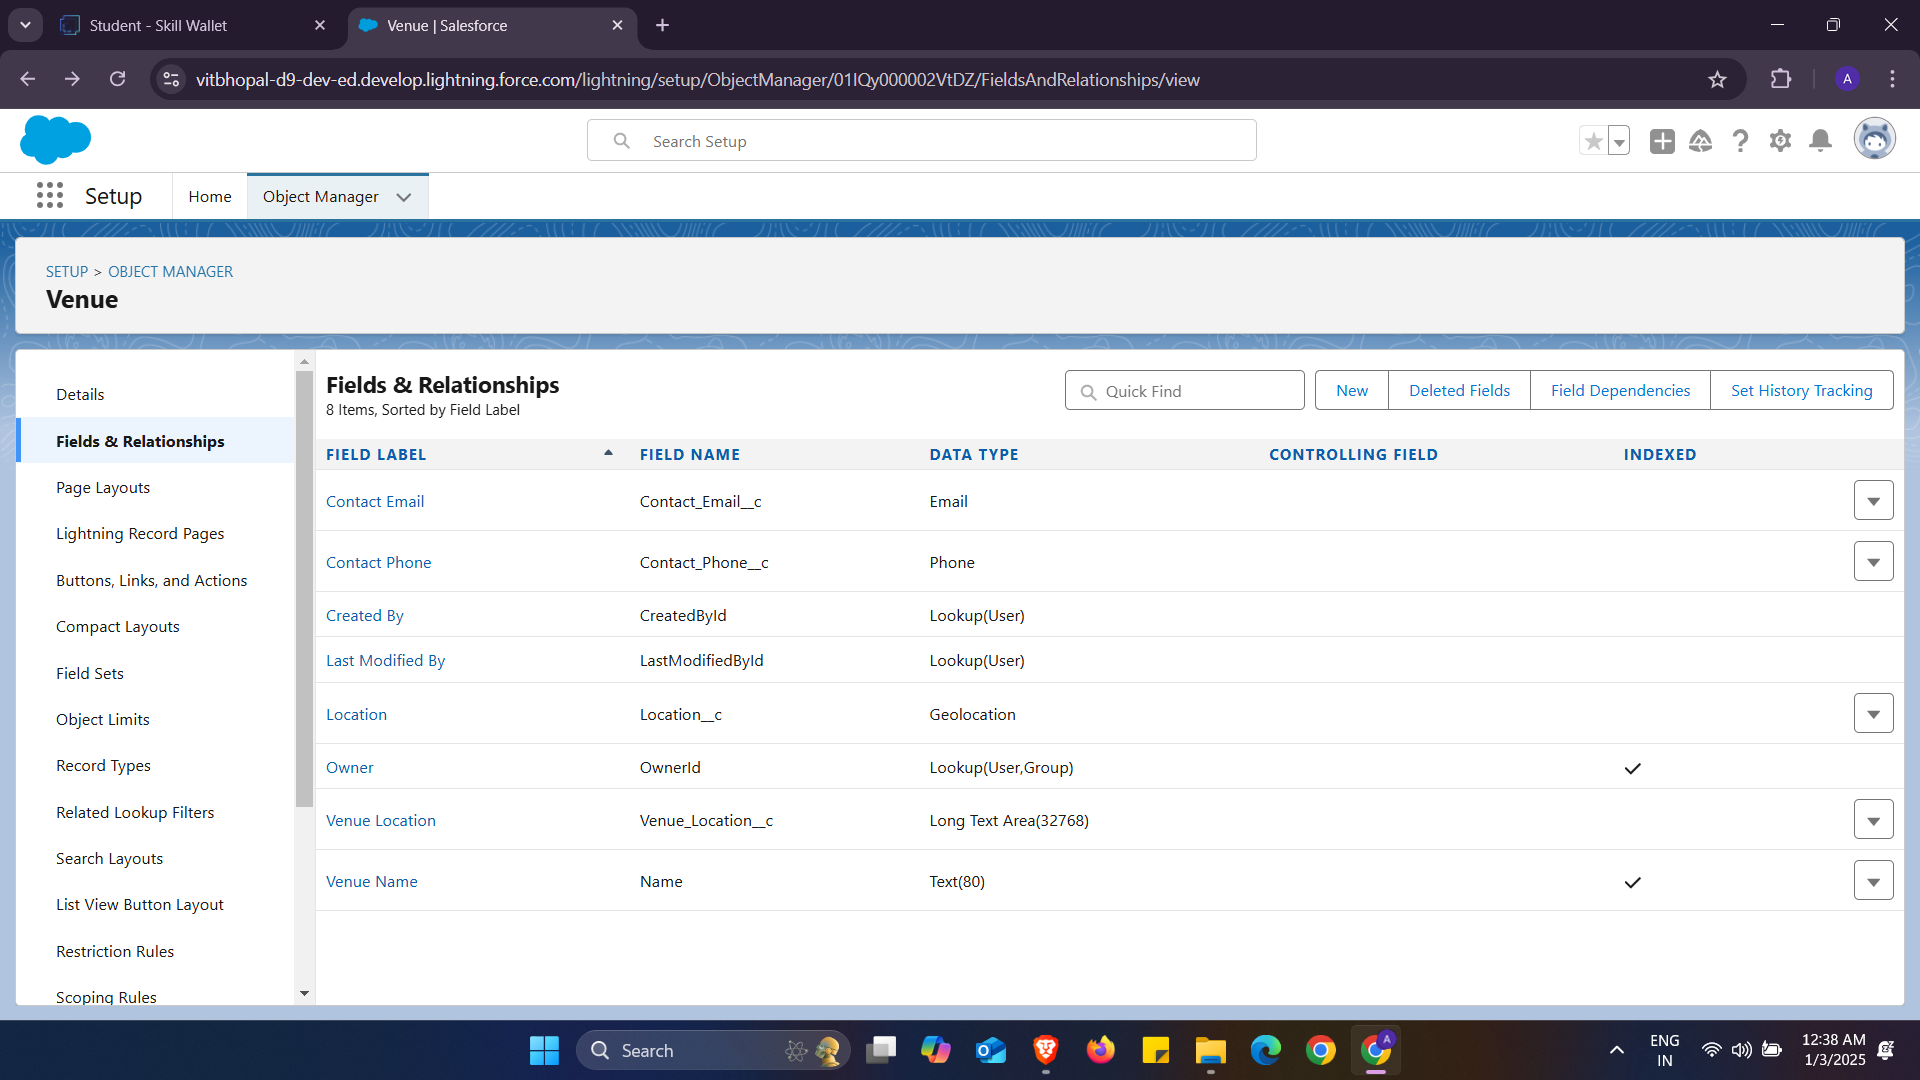 Student - Skill Wallet
Venue | Salesforce
vitbhopal-d9-dev-ed.develop.lightning.force.com/lightning/setup/ObjectManager/01IQy000002VtDZ/FieldsAndRelationships/view
A
Search Setup
Setup
Home
Object Manager
SETUP > OBJECT MANAGER
Venue
Details
Fields & Relationships
Page Layouts
Lightning Record Pages
Buttons, Links, and Actions
Compact Layouts
Field Sets
Object Limits
Record Types
Related Lookup Filters
Search Layouts
List View Button Layout
Restriction Rules
Scoping Rules
Fields & Relationships
8 Items, Sorted by Field Label
Quick Find
New
Deleted Fields
Field Dependencies
Set History Tracking
FIELD LABEL FIELD NAME DATA TYPE CONTROLLING FIELD INDEXED
Contact Email Contact_Email__c Email
Contact Phone Contact_Phone__c Phone
Created By CreatedById Lookup(User)
Last Modified By LastModifiedById Lookup(User)
Location Location__c Geolocation
Owner OwnerId Lookup(User,Group)
Venue Location Venue_Location__c Long Text Area(32768)
Venue Name Name Text(80)
Search
A
ENG
IN
12:38 AM
1/3/2025